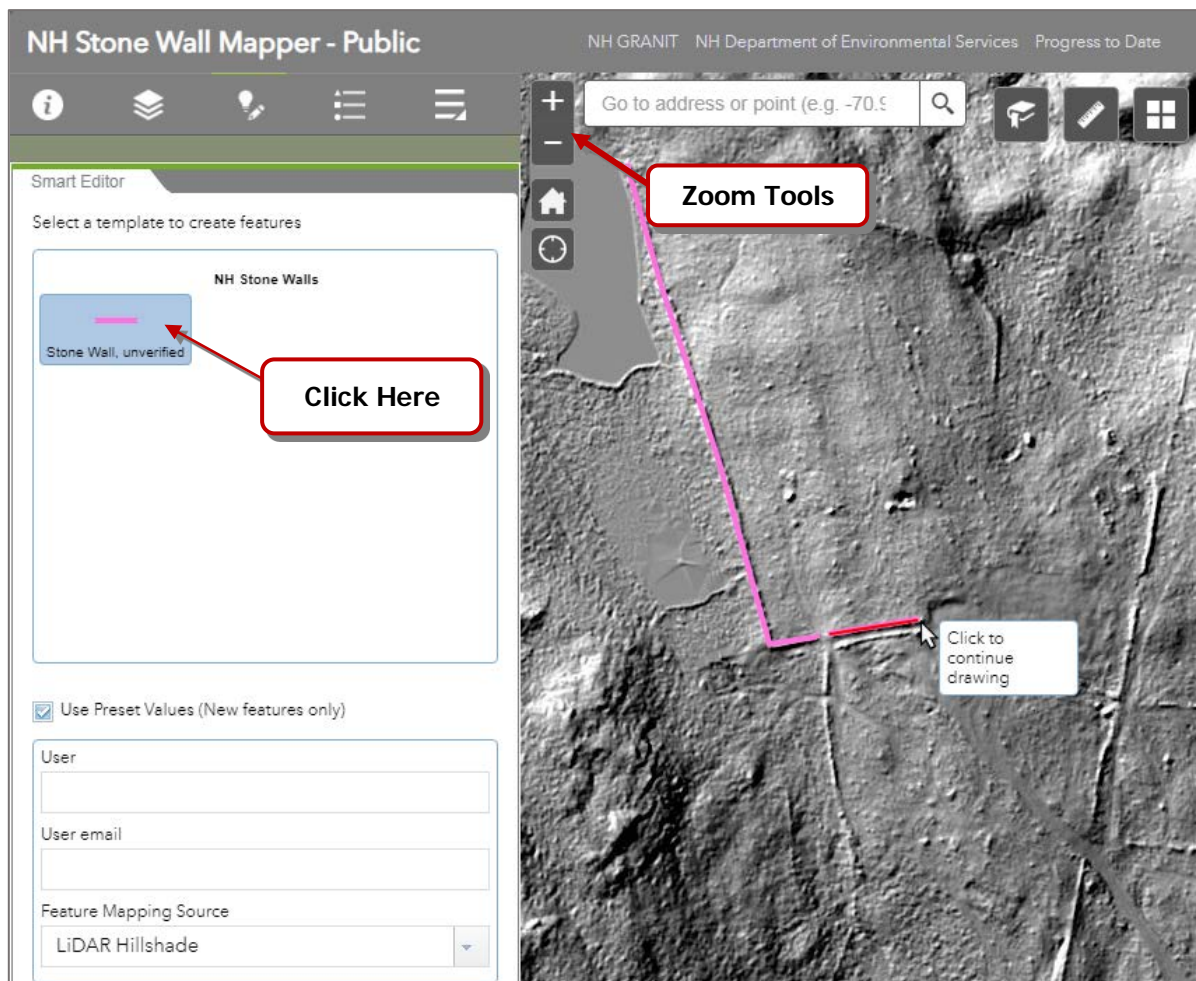 NH Stone Wall Mapper - Public
NH GRANIT NH Department of Environmental Services Progress to Date
Go to address or point (e.g. -70.9
Zoom Tools
Smart Editor
Select a template to create features
NH Stone Walls
Stone Wall, unverified
Click Here
Click to
continue
drawing
Use Preset Values (New features only)
User
User email
Feature Mapping Source
LiDAR Hillshade